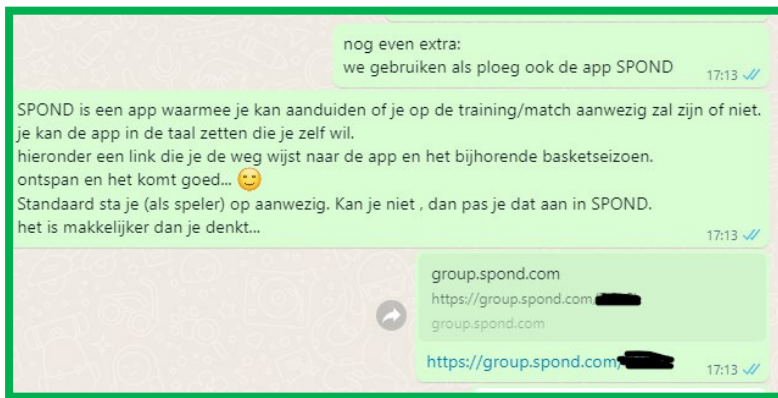 nog even extra:
we gebruiken als ploeg ook de app SPOND
17:13
SPOND is een app waarmee je kan aanduiden of je op de training/match aanwezig zal zijn of niet.
je kan de app in de taal zetten die je zelf wil.
hieronder een link die je de weg wijst naar de app en het bijhorende basketseizoen.
ontspan en het komt goed... 😊
Standaard sta je (als speler) op aanwezig. Kan je niet , dan pas je dat aan in SPOND.
het is makkelijker dan je denkt...
17:13
group.spond.com
https://group.spond.com/
group.spond.com
https://group.spond.com/
17:13